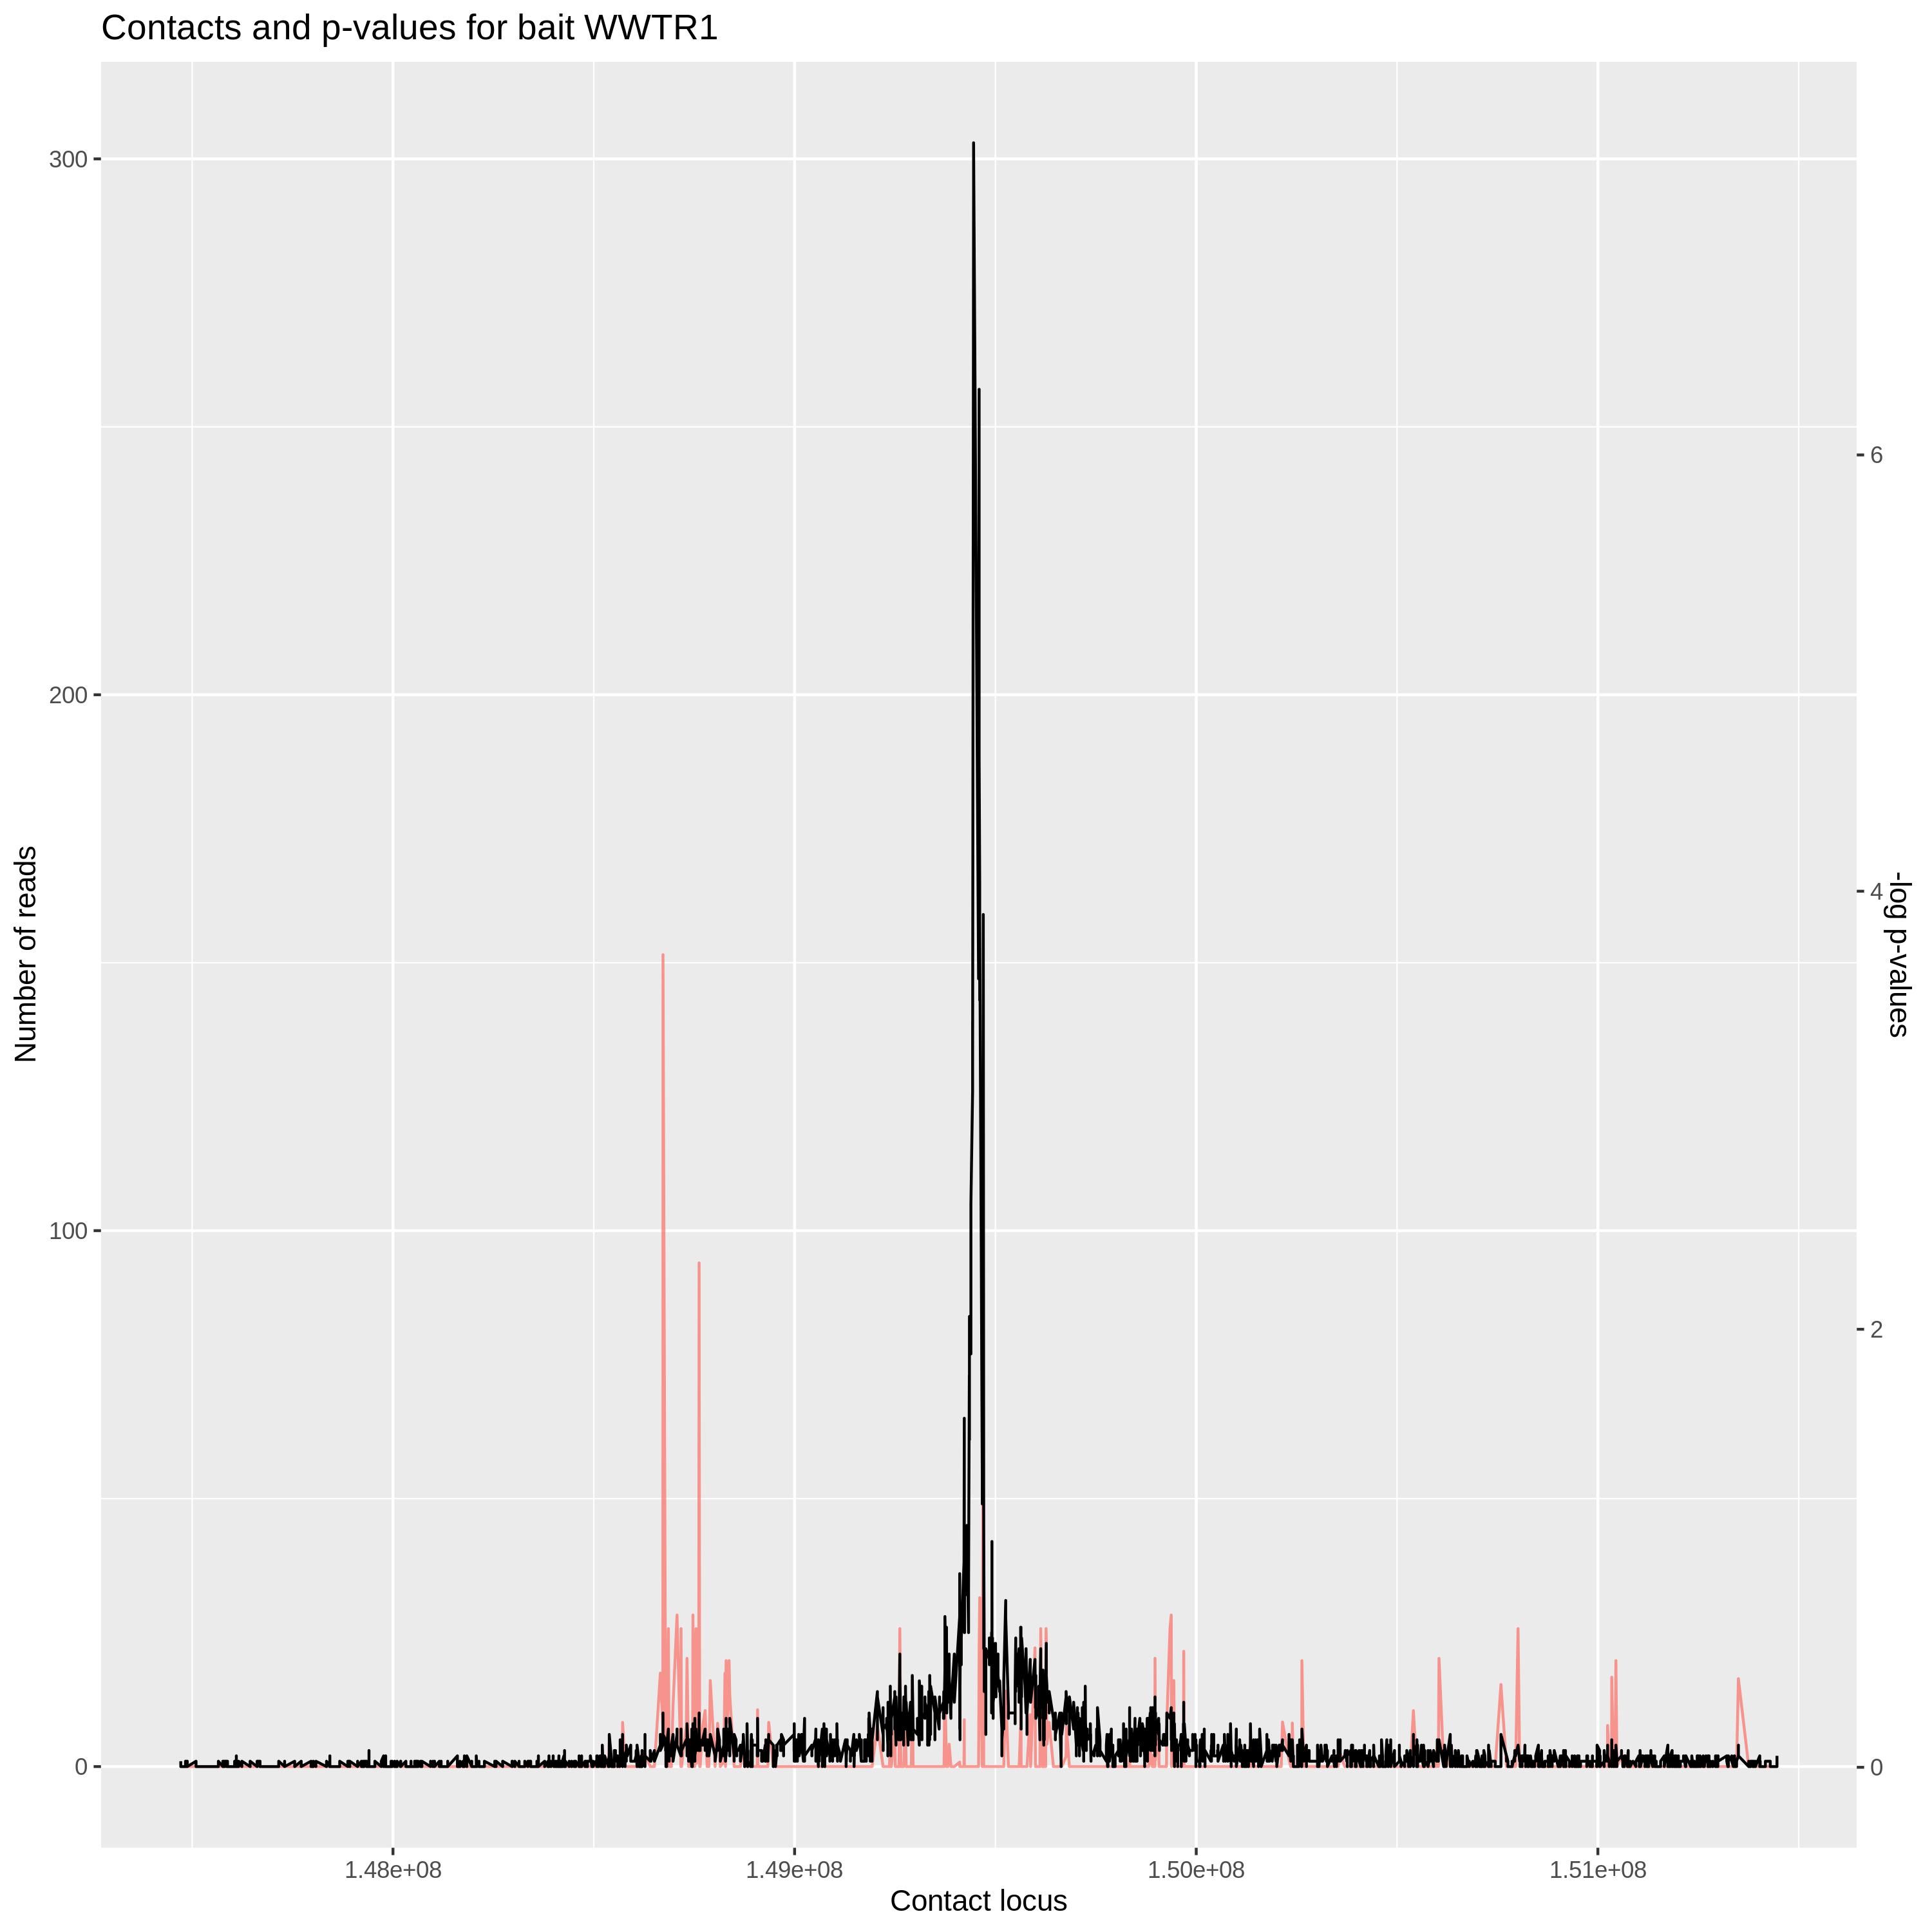 Contacts and p-values for bait WWTR1
300
200
100
0
Number of reads
6
4
2
0
-log p-values
1.48e+08
1.49e+08
1.50e+08
1.51e+08
Contact locus